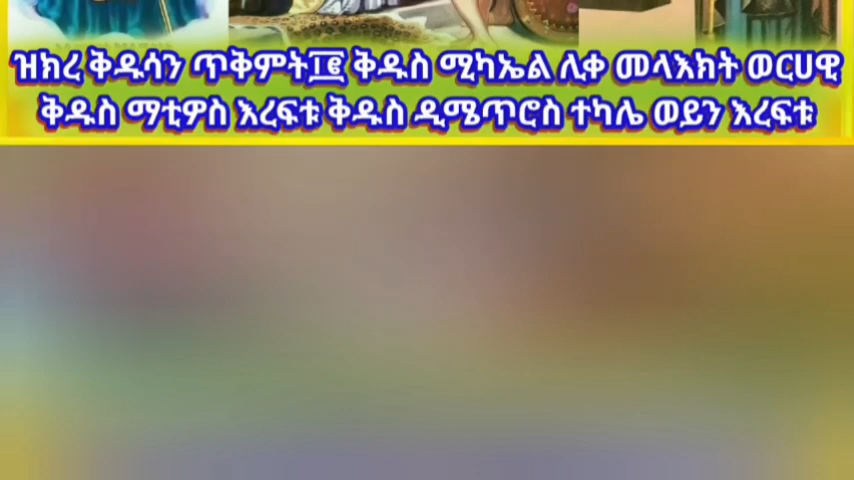 ዝክረ ቅዱሳን ጥቅምት፲፪ ቅዱስ ሚካኤል ሊቀ መላእክት ወርሀዊ
ቅዱስ ማቲዎስ እረፍቱ ቅዱስ ዲሜጥሮስ ተካሌ ወይን እረፍቱ